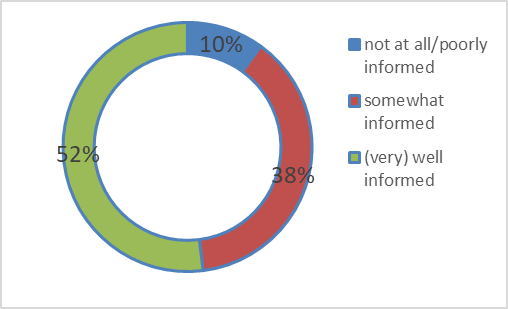 10%
not at all/poorly
informed
somewhat
informed
52%
(very) well
informed
38%